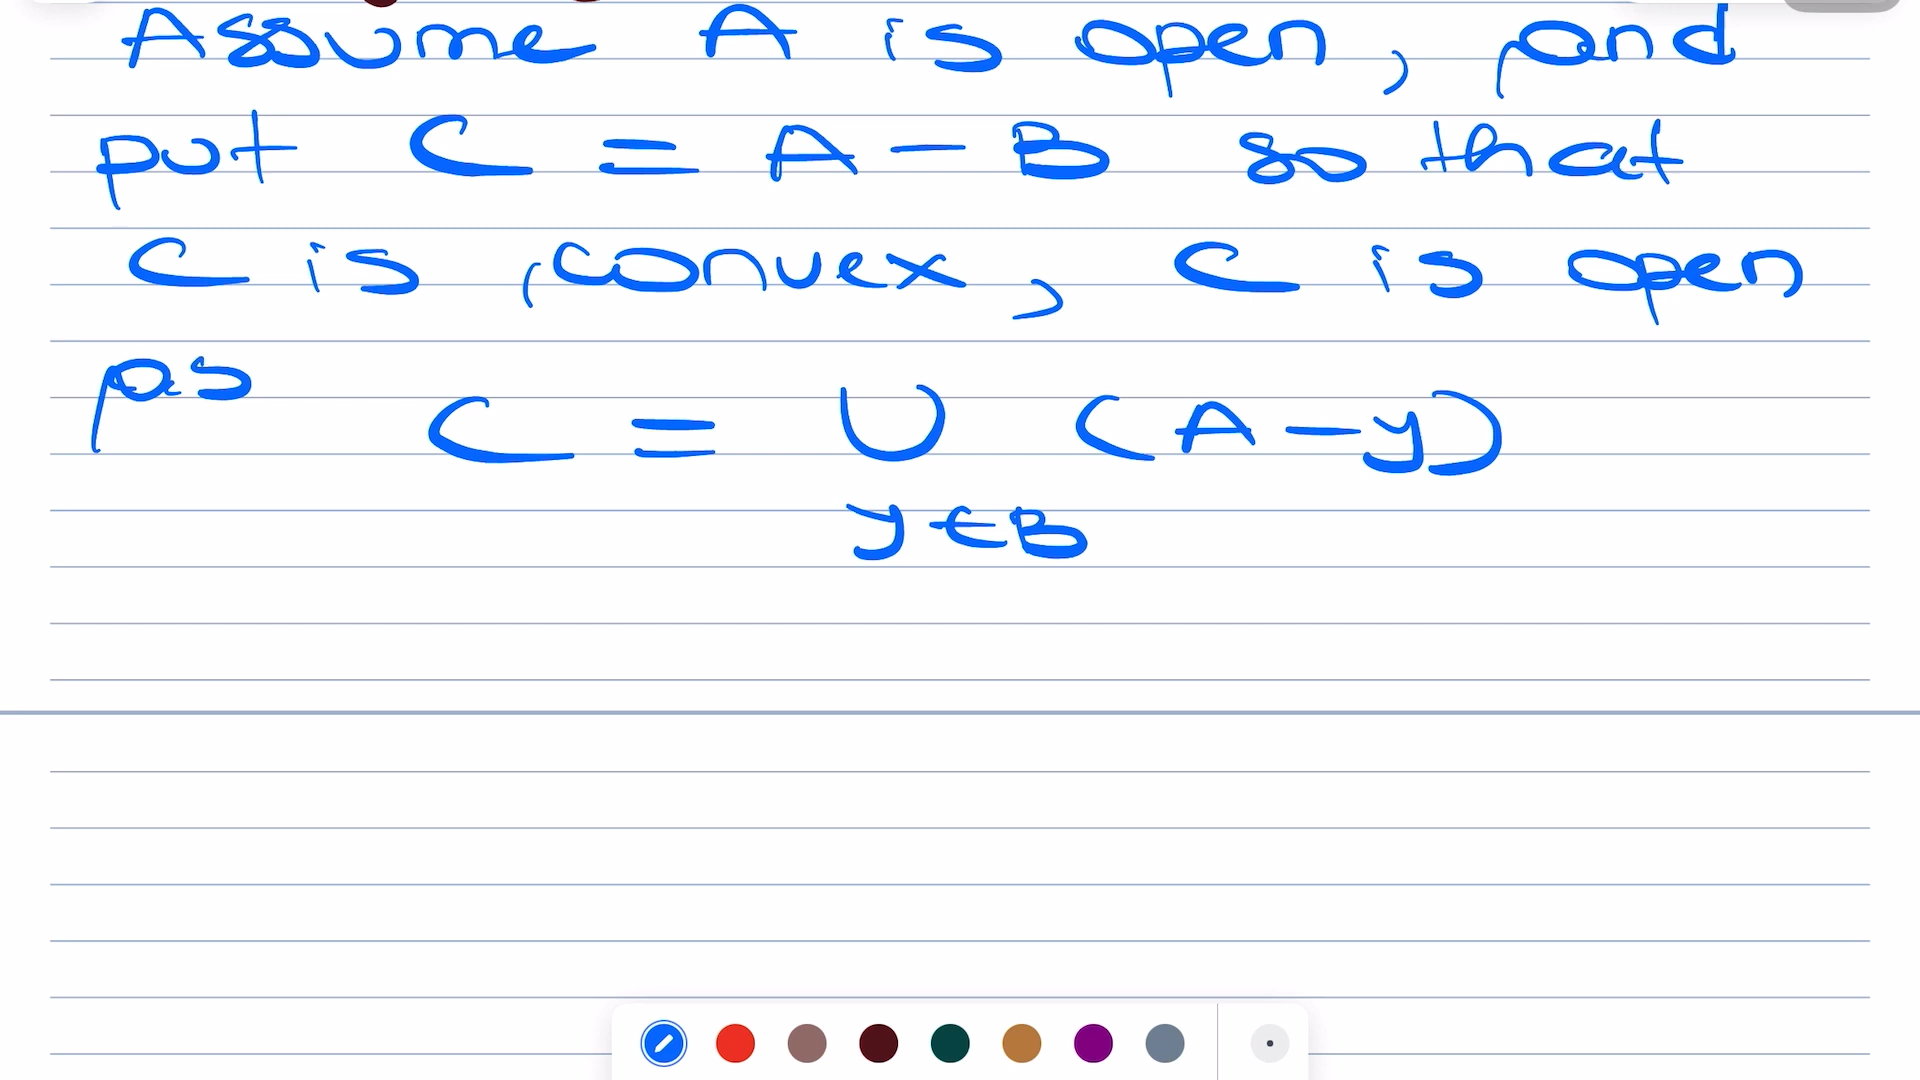 Assume A is open, and
put C = A - B so that
C is convex, C is open
as C = ∪ (A - y)
y ∈ B